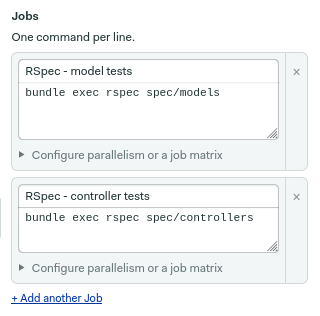 Jobs
One command per line.
RSpec - model tests
×
bundle exec rspec spec/models
Configure parallelism or a job matrix
RSpec - controller tests
×
bundle exec rspec spec/controllers
Configure parallelism or a job matrix
+ Add another Job